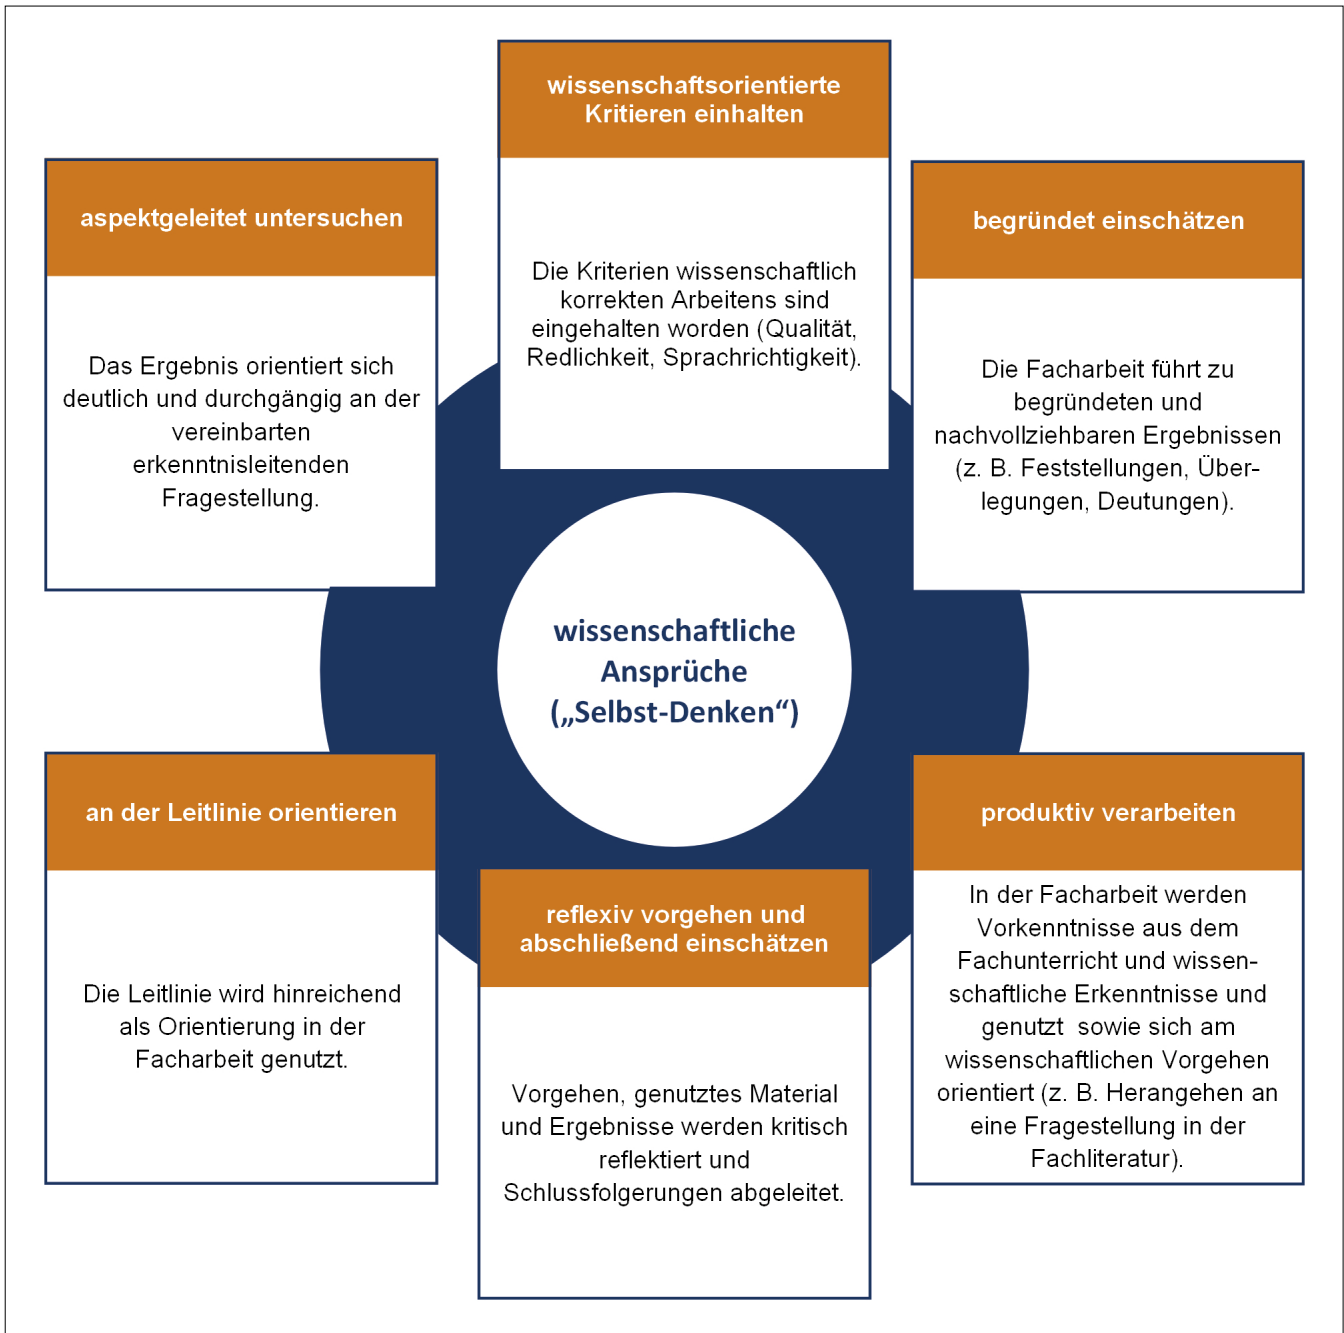 wissenschaftsorientierte
Kritieren einhalten
Die Kriterien wissenschaftlich
korrekten Arbeitens sind
eingehalten worden (Qualität,
Redlichkeit, Sprachrichtigkeit).
aspektgeleitet untersuchen
Das Ergebnis orientiert sich
deutlich und durchgängig an der
vereinbarten
erkenntnisleitenden
Fragestellung.
begründet einschätzen
Die Facharbeit führt zu
begründeten und
nachvollziehbaren Ergebnissen
(z. B. Feststellungen, Über-
legungen, Deutungen).
wissenschaftliche
Ansprüche
(„Selbst-Denken“)
an der Leitlinie orientieren
Die Leitlinie wird hinreichend
als Orientierung in der
Facharbeit genutzt.
reflexiv vorgehen und
abschließend einschätzen
Vorgehen, genutztes Material
und Ergebnisse werden kritisch
reflektiert und
Schlussfolgerungen abgeleitet.
produktiv verarbeiten
In der Facharbeit werden
Vorkenntnisse aus dem
Fachunterricht und wissen-
schaftliche Erkenntnisse und
genutzt  sowie sich am
wissenschaftlichen Vorgehen
orientiert (z. B. Herangehen an
eine Fragestellung in der
Fachliteratur).